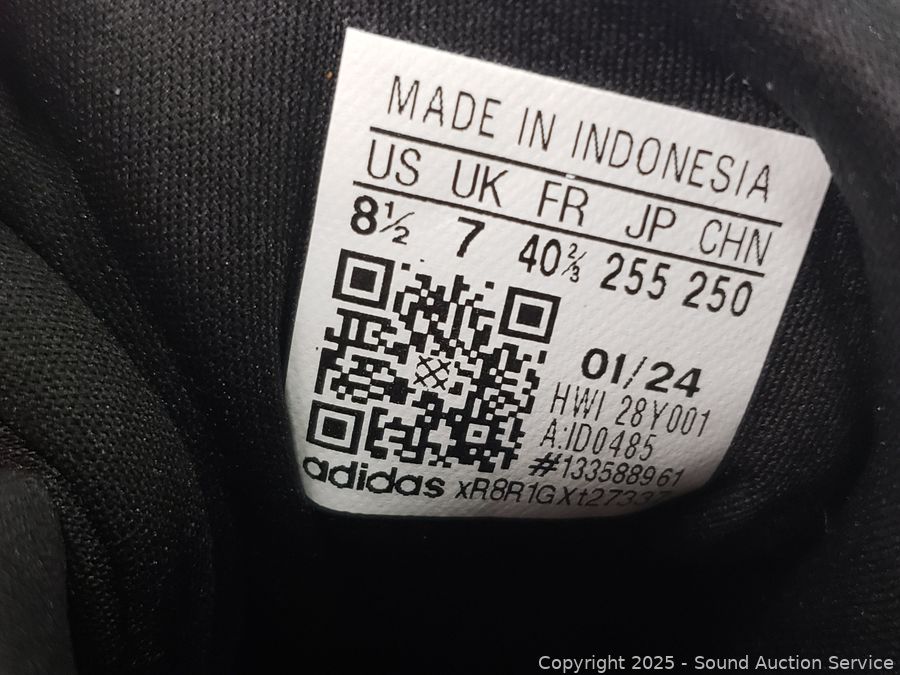 MADE IN INDONESIA
US UK FR JP CHN
8½ 7 40⅔ 255 250
01/24
HWI 28Y001
A:ID0485
#133588961
adidas xR8R1GXt27337
Copyright 2025 - Sound Auction Service